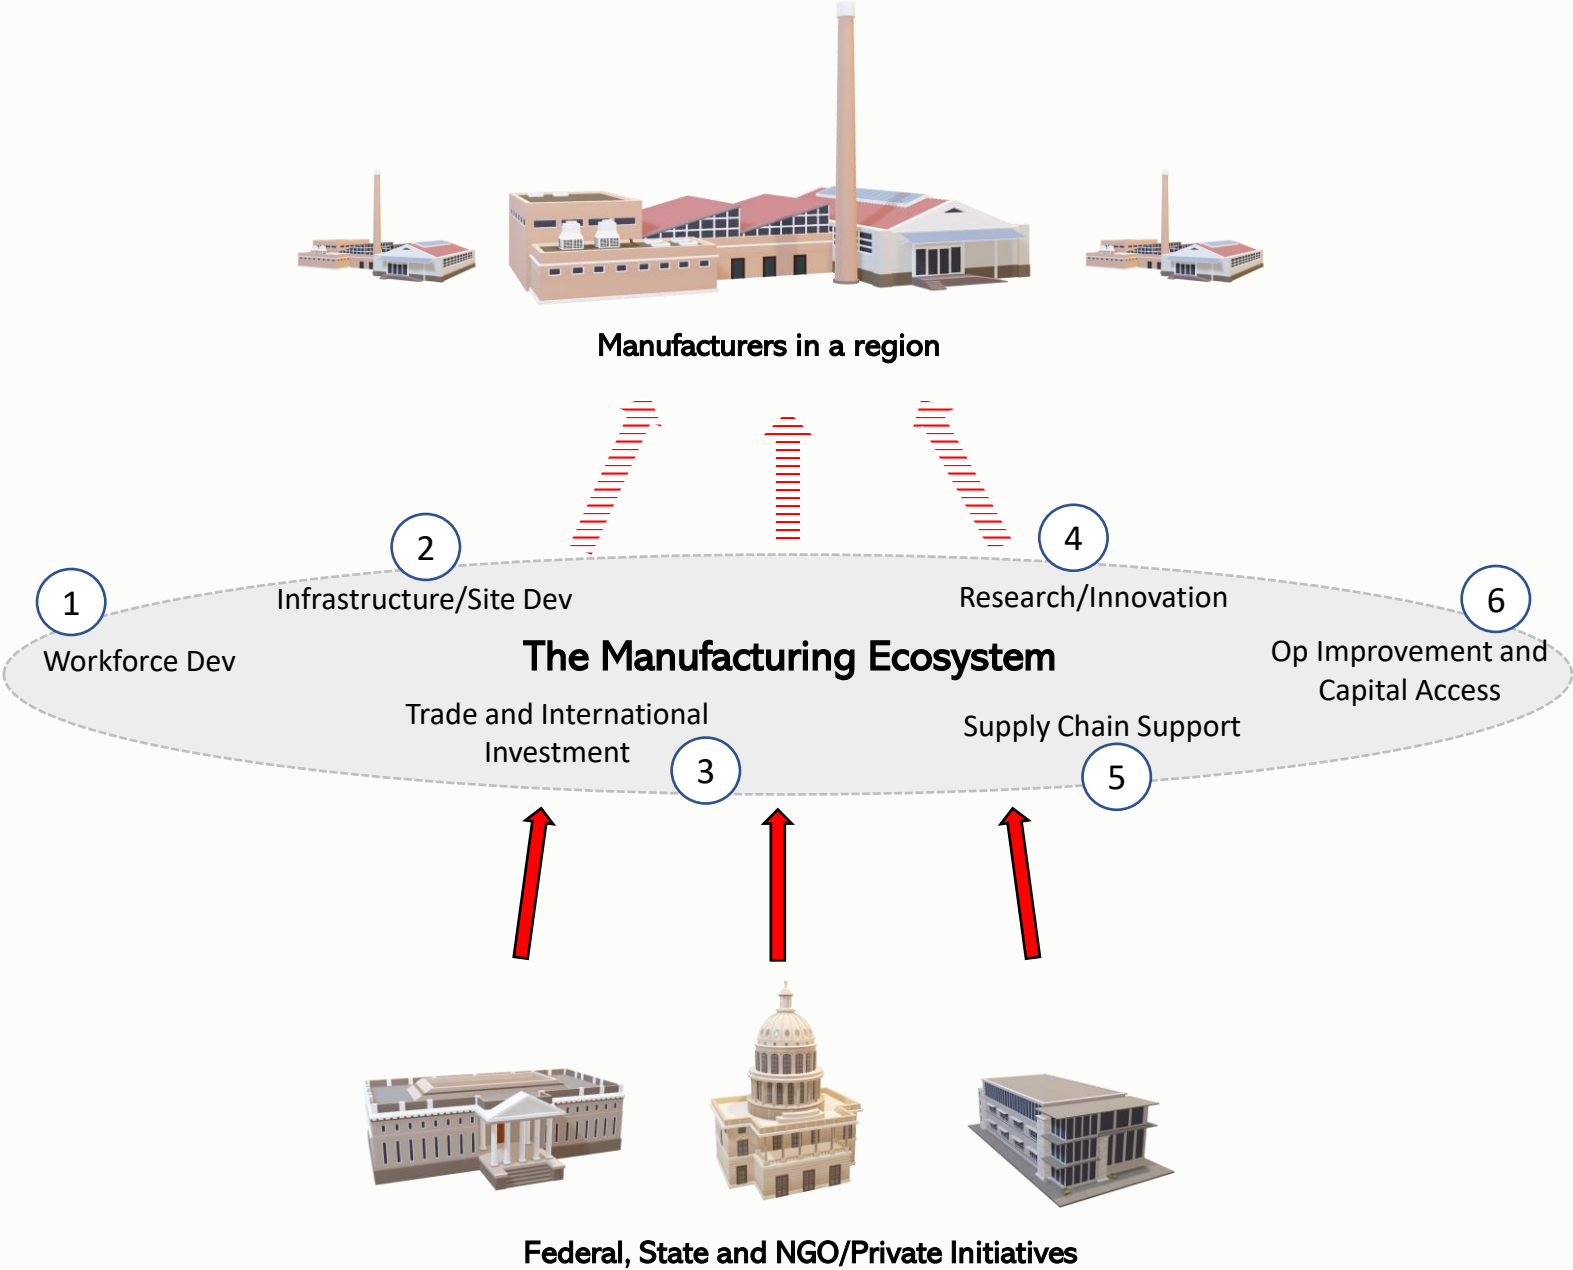 Manufacturers in a region
2
4
1
6
Infrastructure/Site Dev
Research/Innovation
Workforce Dev
The Manufacturing Ecosystem
Op Improvement and
Capital Access
Trade and International
Investment
Supply Chain Support
3
5
Federal, State and NGO/Private Initiatives